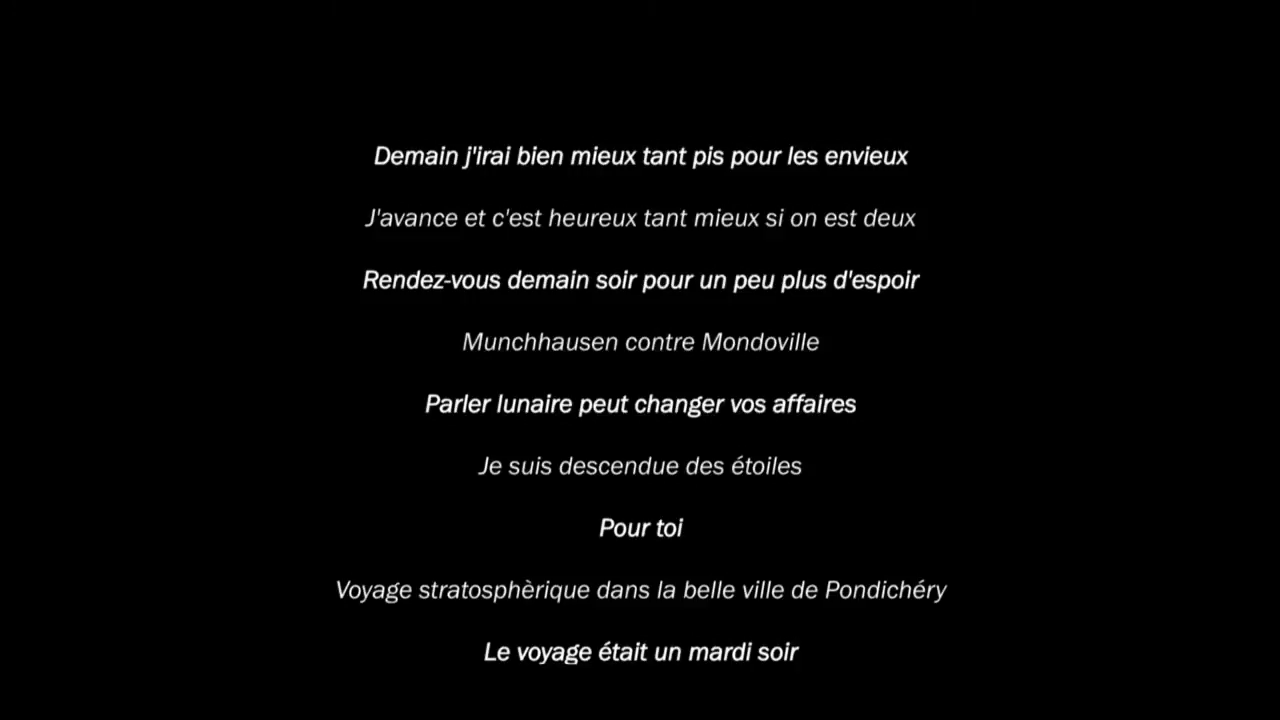 Demain j'irai bien mieux tant pis pour les envieux
J'avance et c'est heureux tant mieux si on est deux
Rendez-vous demain soir pour un peu plus d'espoir
Munchhausen contre Mondoville
Parler lunaire peut changer vos affaires
Je suis descendue des étoiles
Pour toi
Voyage stratosphèrique dans la belle ville de Pondichéry
Le voyage était un mardi soir